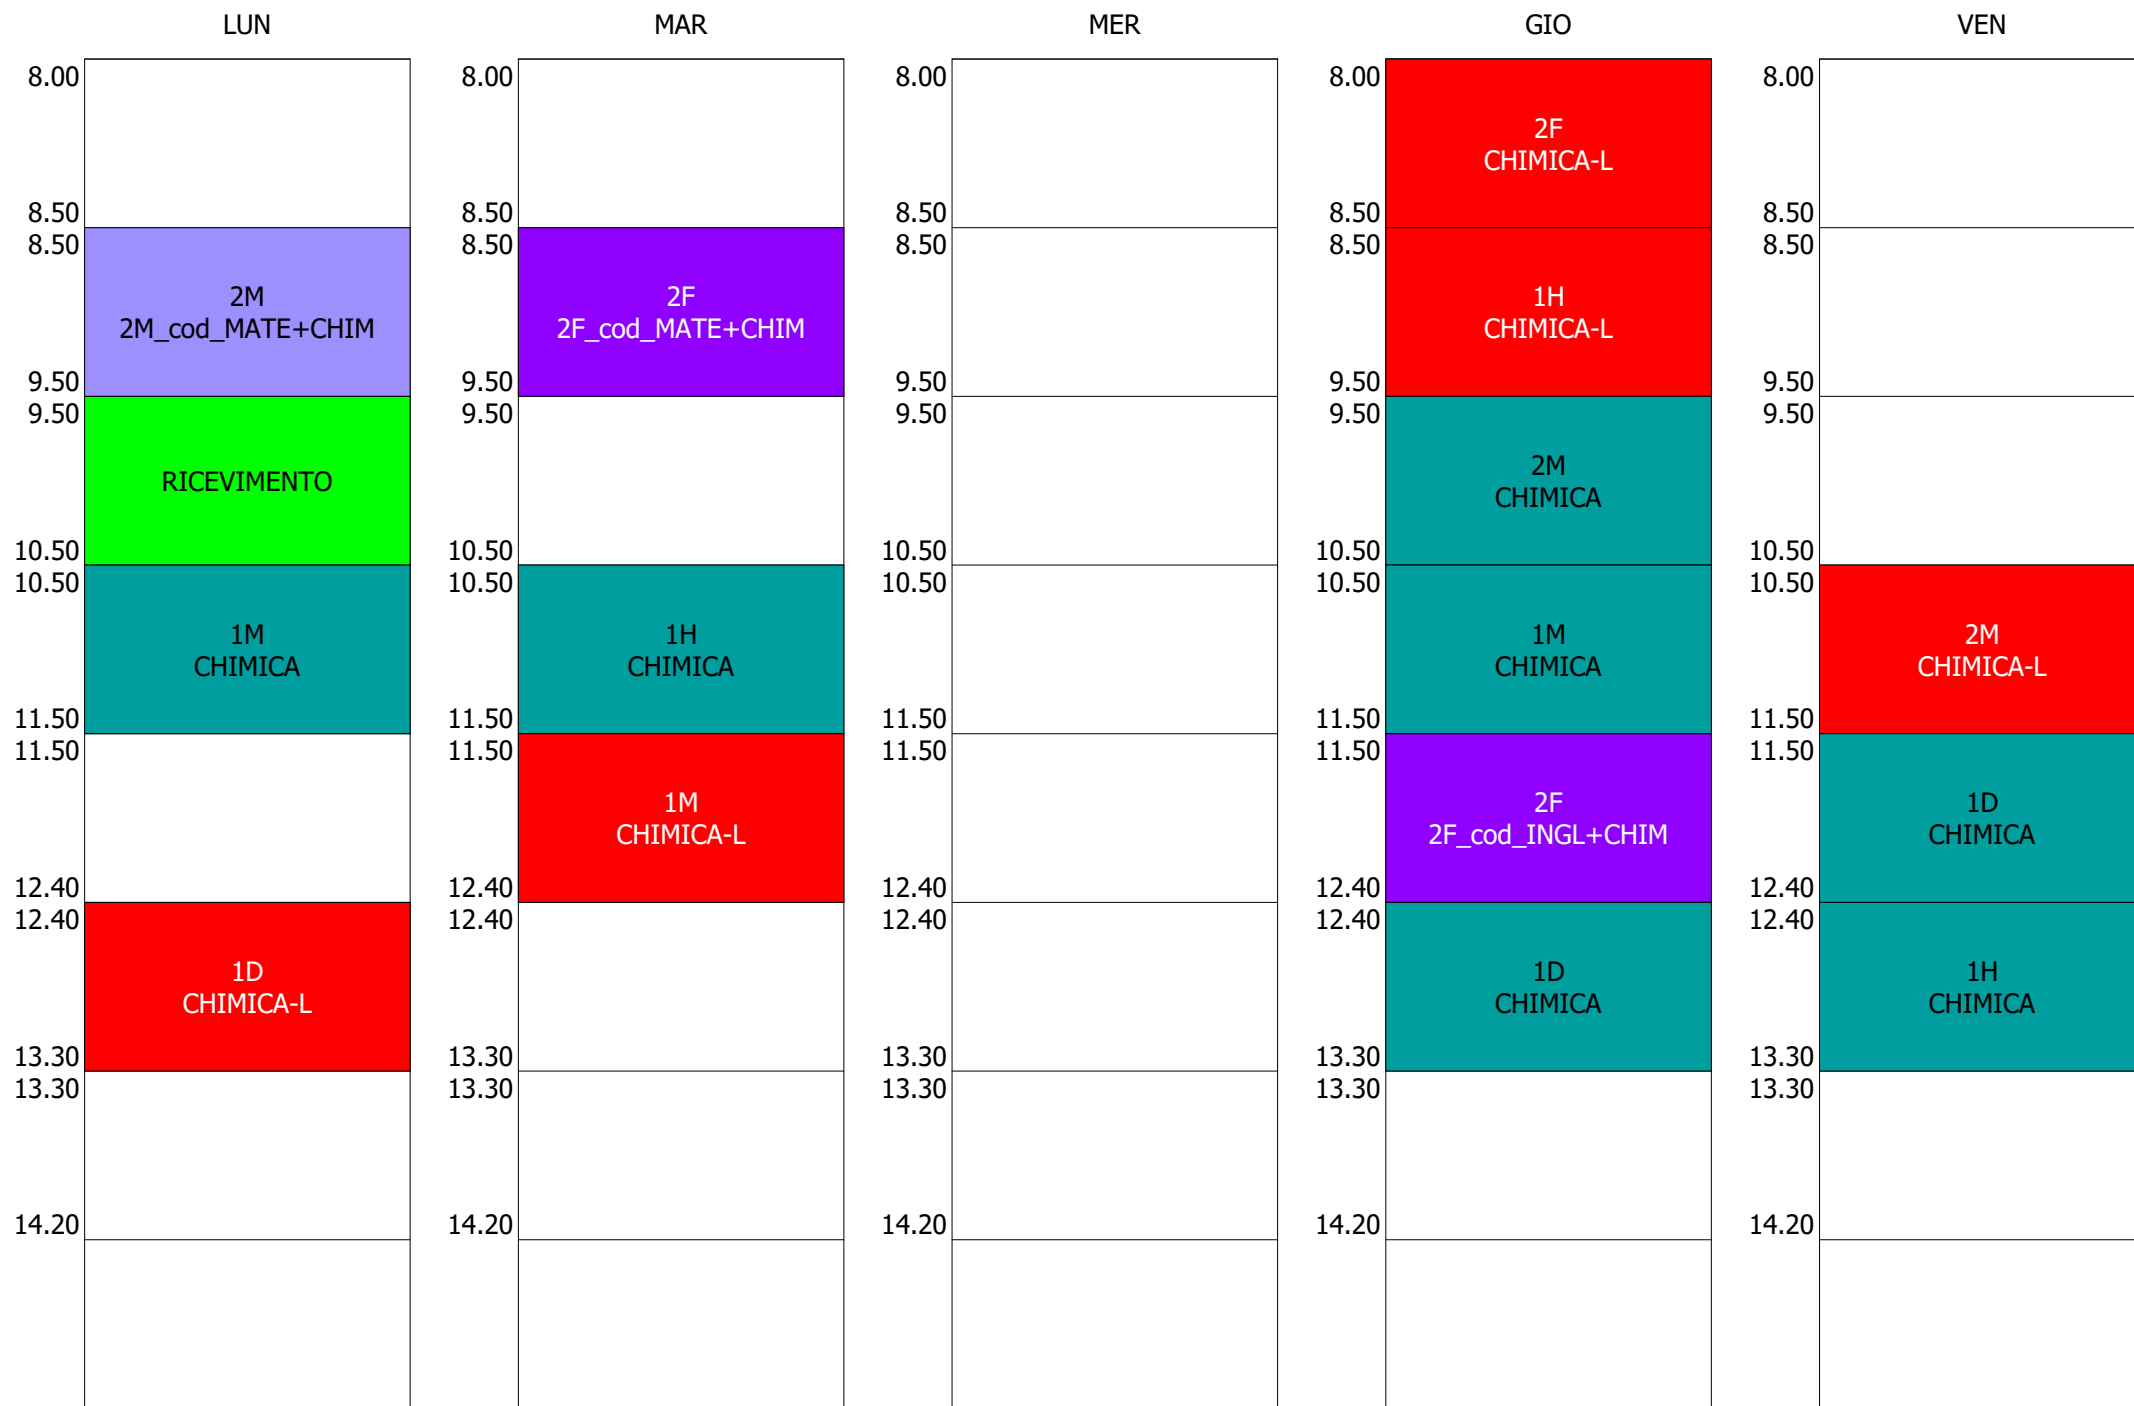 LUN
MAR
MER
GIO
VEN
8.00
8.50
8.50
2M
2M_cod_MATE+CHIM
9.50
9.50
RICEVIMENTO
10.50
10.50
1M
CHIMICA
11.50
11.50
12.40
12.40
1D
CHIMICA-L
13.30
13.30
14.20
8.00
8.50
8.50
2F
2F_cod_MATE+CHIM
9.50
9.50
10.50
10.50
1H
CHIMICA
11.50
11.50
1M
CHIMICA-L
12.40
12.40
13.30
13.30
14.20
8.00
8.50
8.50
9.50
9.50
10.50
10.50
11.50
11.50
12.40
12.40
13.30
13.30
14.20
8.00
2F
CHIMICA-L
8.50
8.50
1H
CHIMICA-L
9.50
9.50
2M
CHIMICA
10.50
10.50
1M
CHIMICA
11.50
11.50
2F
2F_cod_INGL+CHIM
12.40
12.40
1D
CHIMICA
13.30
13.30
14.20
8.00
8.50
8.50
9.50
9.50
10.50
10.50
2M
CHIMICA-L
11.50
11.50
1D
CHIMICA
12.40
12.40
1H
CHIMICA
13.30
13.30
14.20